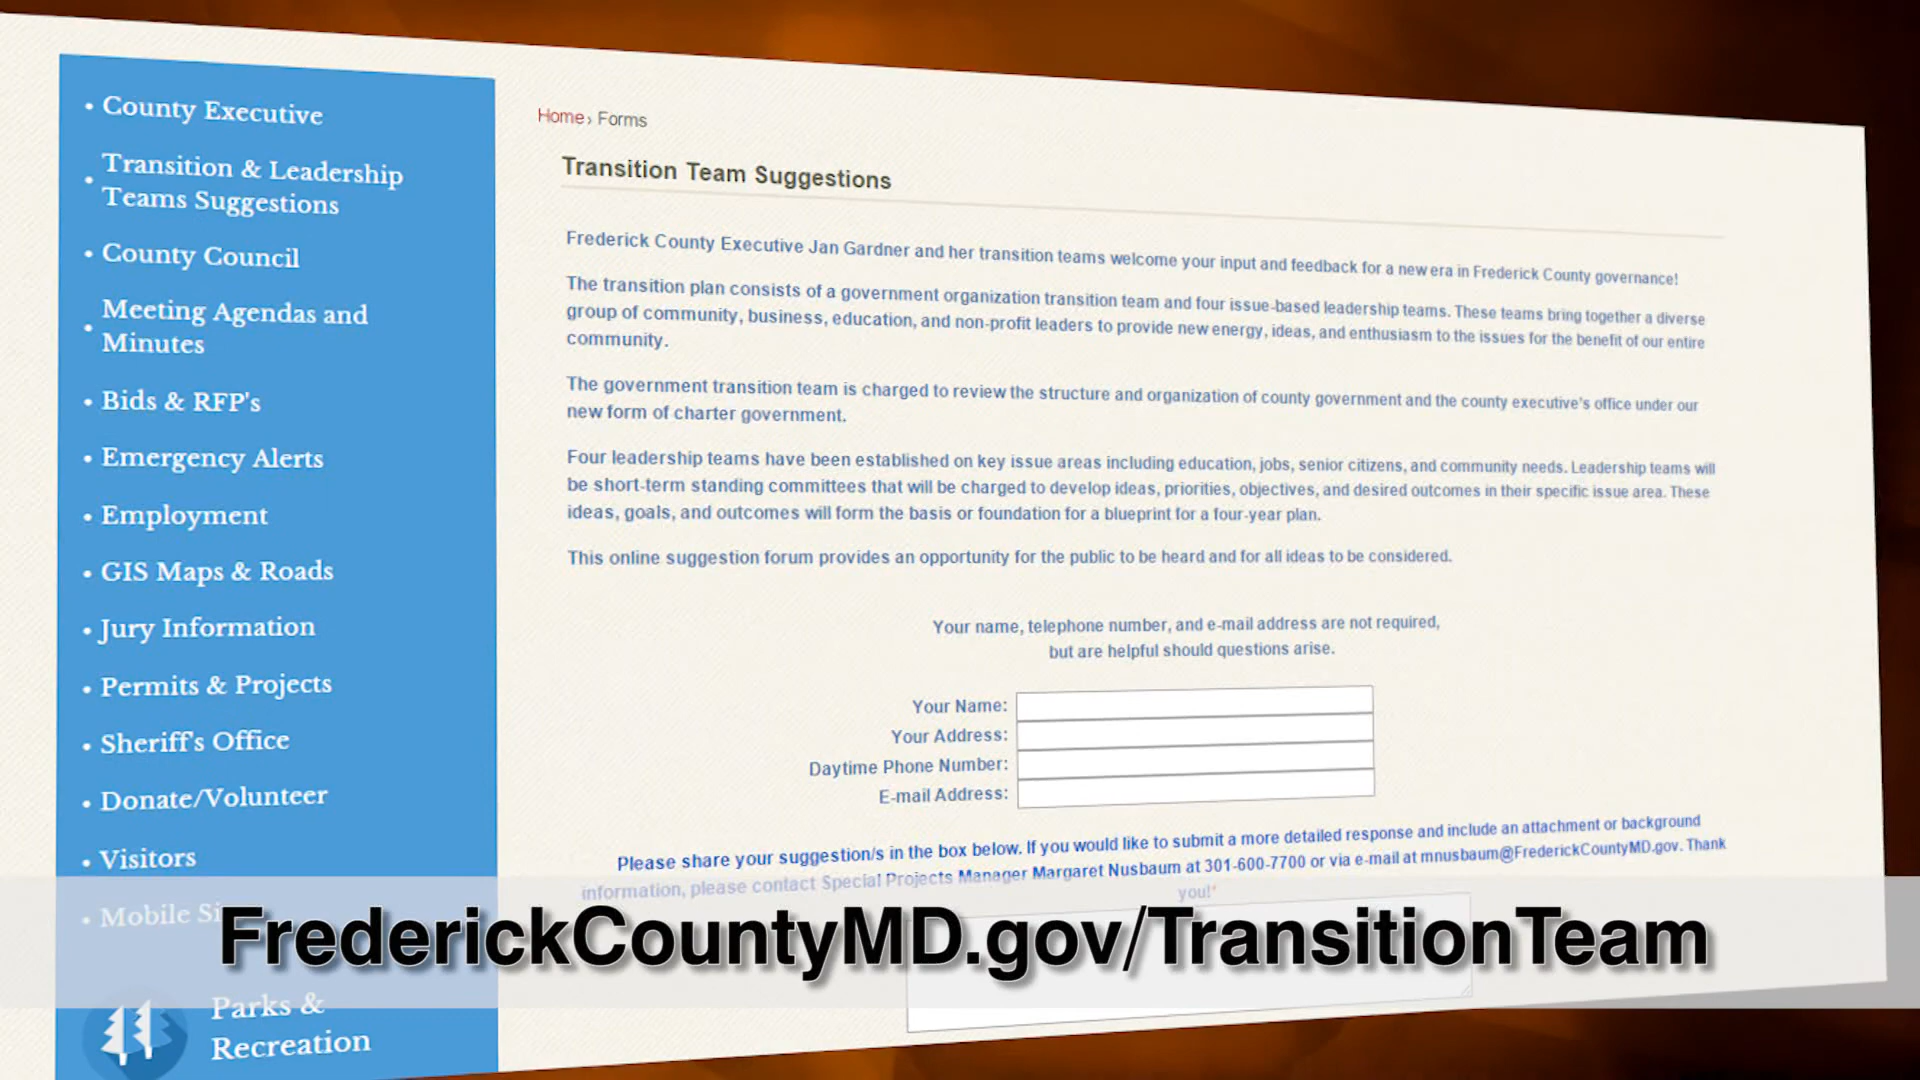 • County Executive
• Transition & Leadership
Teams Suggestions
• County Council
• Meeting Agendas and
Minutes
• Bids & RFP's
• Emergency Alerts
• Employment
• GIS Maps & Roads
• Jury Information
• Permits & Projects
• Sheriff's Office
• Donate/Volunteer
• Visitors
• Mobile
Parks &
Recreation
Home › Forms
Transition Team Suggestions
Frederick County Executive Jan Gardner and her transition teams welcome your input and feedback for a new era in Frederick County governance!
The transition plan consists of a government organization transition team and four issue-based leadership teams. These teams bring together a diverse
group of community, business, education, and non-profit leaders to provide new energy, ideas, and enthusiasm to the issues for the benefit of our entire
community.
The government transition team is charged to review the structure and organization of county government and the county executive's office under our
new form of charter government.
Four leadership teams have been established on key issue areas including education, jobs, senior citizens, and community needs. Leadership teams will
be short-term standing committees that will be charged to develop ideas, priorities, objectives, and desired outcomes in their specific issue area. These
ideas, goals, and outcomes will form the basis or foundation for a blueprint for a four-year plan.
This online suggestion forum provides an opportunity for the public to be heard and for all ideas to be considered.
Your name, telephone number, and e-mail address are not required,
but are helpful should questions arise.
Your Name:
Your Address:
Daytime Phone Number:
E-mail Address:
Please share your suggestion/s in the box below. If you would like to submit a more detailed response and include an attachment or background
information, please contact Special Projects Manager Margaret Nusbaum at 301-600-7700 or via e-mail at mnusbaum@FrederickCountyMD.gov. Thank
you!*
FrederickCountyMD.gov/TransitionTeam